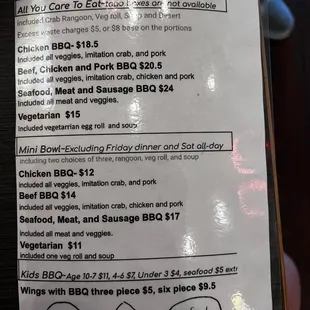 All You Care To Eat-togo boxes are not available
included Crab Rangoon, Veg roll, Soup and Desert
Excess waste charges $5, or $8 base on the portions
Chicken BBQ- $18.5
Included all veggies, imitation crab, and pork
Beef, Chicken and Pork BBQ $20.5
Included all veggies, imitation crab, chicken and pork
Seafood, Meat and Sausage BBQ $24
Included all meat and veggies.
Vegetarian $15
Included vegetarrian egg roll and soup
Mini Bowl-Excluding Friday dinner and Sat all-day
including two choices of three, rangoon, veg roll, and soup
Chicken BBQ- $12
included all veggies, imitation crab, and pork
Beef BBQ $14
included all veggies, imitation crab, chicken and pork
Seafood, Meat, and Sausage BBQ $17
included all meat and veggies.
Vegetarian $11
included one veg roll and soup
Kids BBQ-Age 10-7 $11, 4-6 $7, Under 3 $4, seafood $5 extr
Wings with BBQ three piece $5, six piece $9.5